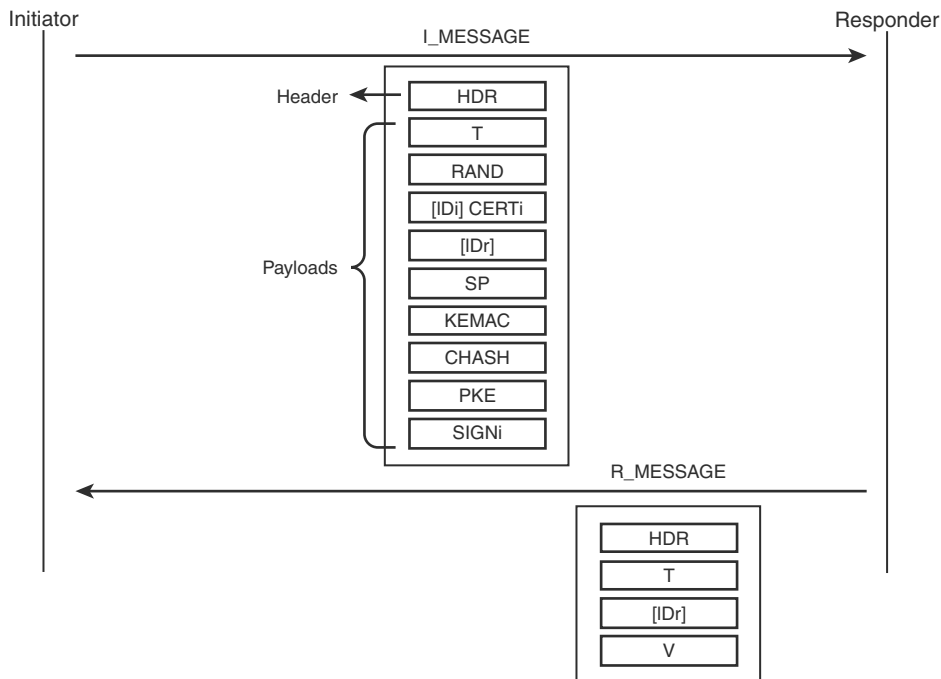 Initiator
Responder
I_MESSAGE
Header
HDR
T
RAND
[IDi] CERTi
[IDr]
Payloads
SP
KEMAC
CHASH
PKE
SIGNi
R_MESSAGE
HDR
T
[IDr]
V